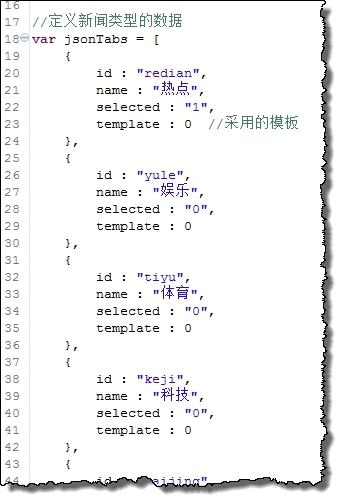 16
17 //定义新闻类型的数据
18 var jsonTabs = [
19 {
20 id : "redian",
21 name : "热点",
22 selected : "1",
23 template : 0 //采用的模板
24 },
25 {
26 id : "yule",
27 name : "娱乐",
28 selected : "0",
29 template : 0
30 },
31 {
32 id : "tiyu",
33 name : "体育",
34 selected : "0",
35 template : 0
36 },
37 {
38 id : "keji",
39 name : "科技",
40 selected : "0",
41 template : 0
42 },
43 {
44 id